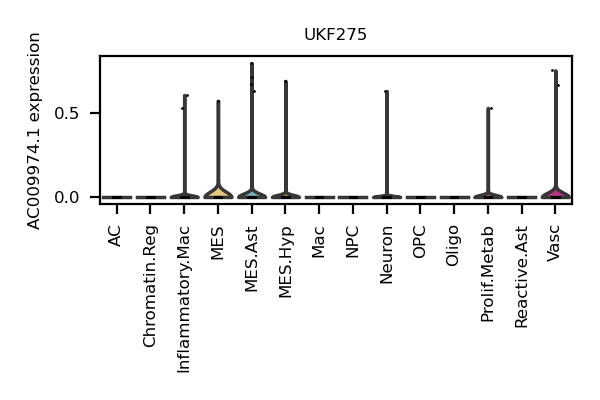 UKF275
AC009974.1 expression
0.5
0.0
AC
Chromatin.Reg
Inflammatory.Mac
MES
MES.Ast
MES.Hyp
Mac
NPC
Neuron
OPC
Oligo
Prolif.Metab
Reactive.Ast
Vasc